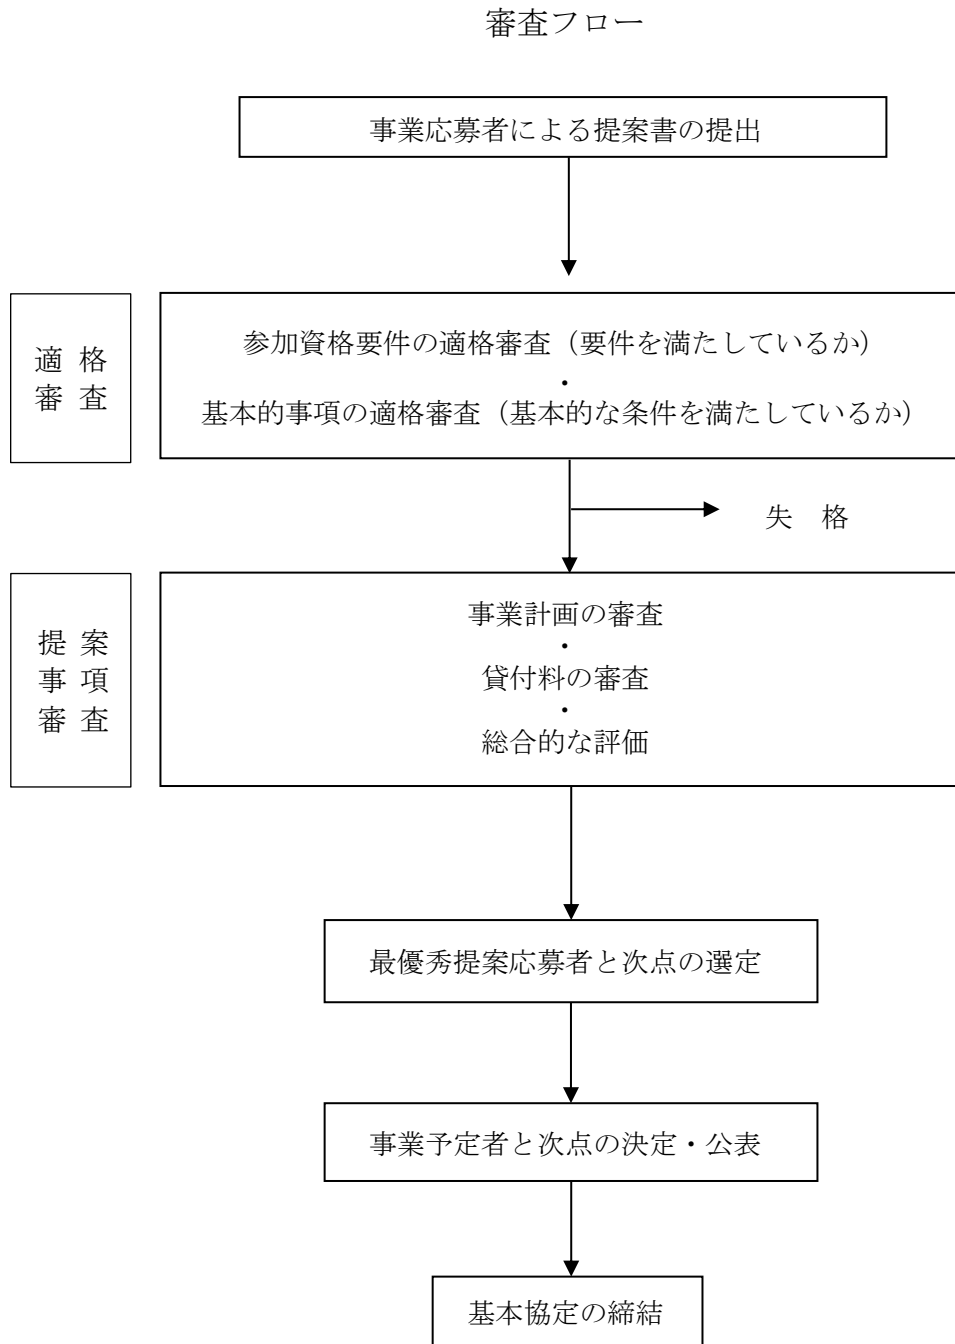 審査フロー
事業応募者による提案書の提出
適 格
審 査
参加資格要件の適格審査（要件を満たしているか）
・
基本的事項の適格審査（基本的な条件を満たしているか）
失　格
提 案
事 項
審 査
事業計画の審査
・
貸付料の審査
・
総合的な評価
最優秀提案応募者と次点の選定
事業予定者と次点の決定・公表
基本協定の締結